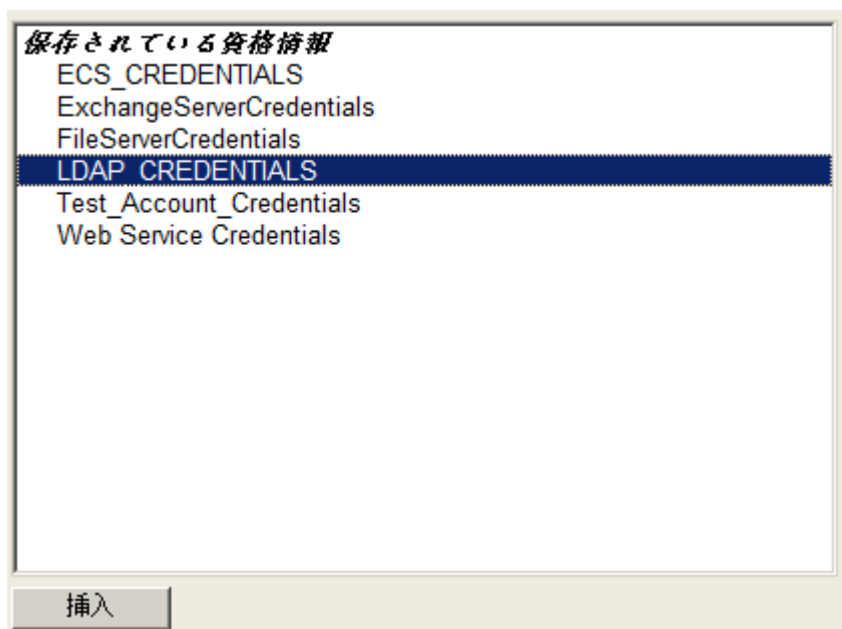 保存されている資格情報
ECS_CREDENTIALS
ExchangeServerCredentials
FileServerCredentials
LDAP_CREDENTIALS
Test_Account_Credentials
Web Service Credentials
挿入